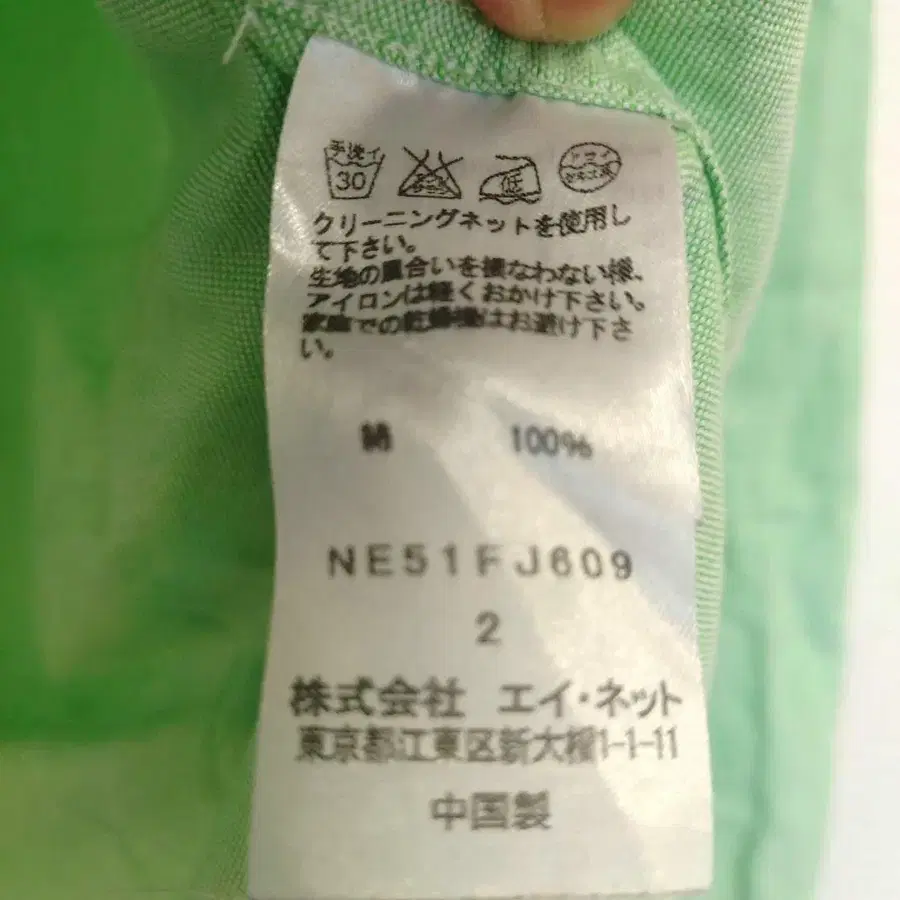 手洗イ
30
低
クリーニングネットを使用し
て下さい。
生地の風合いを損なわない様、
アイロンは軽くおかけ下さい。
家庭での乾燥機はお避け下さ
い。
綿 100%
NE51FJ609
2
株式会社 エイ・ネット
東京都江東区新大橋1-1-11
中国製